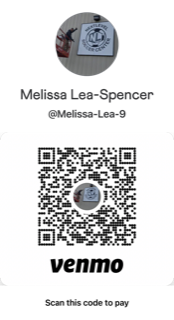 Melissa Lea-Spencer
@Melissa-Lea-9
venmo
Scan this code to pay